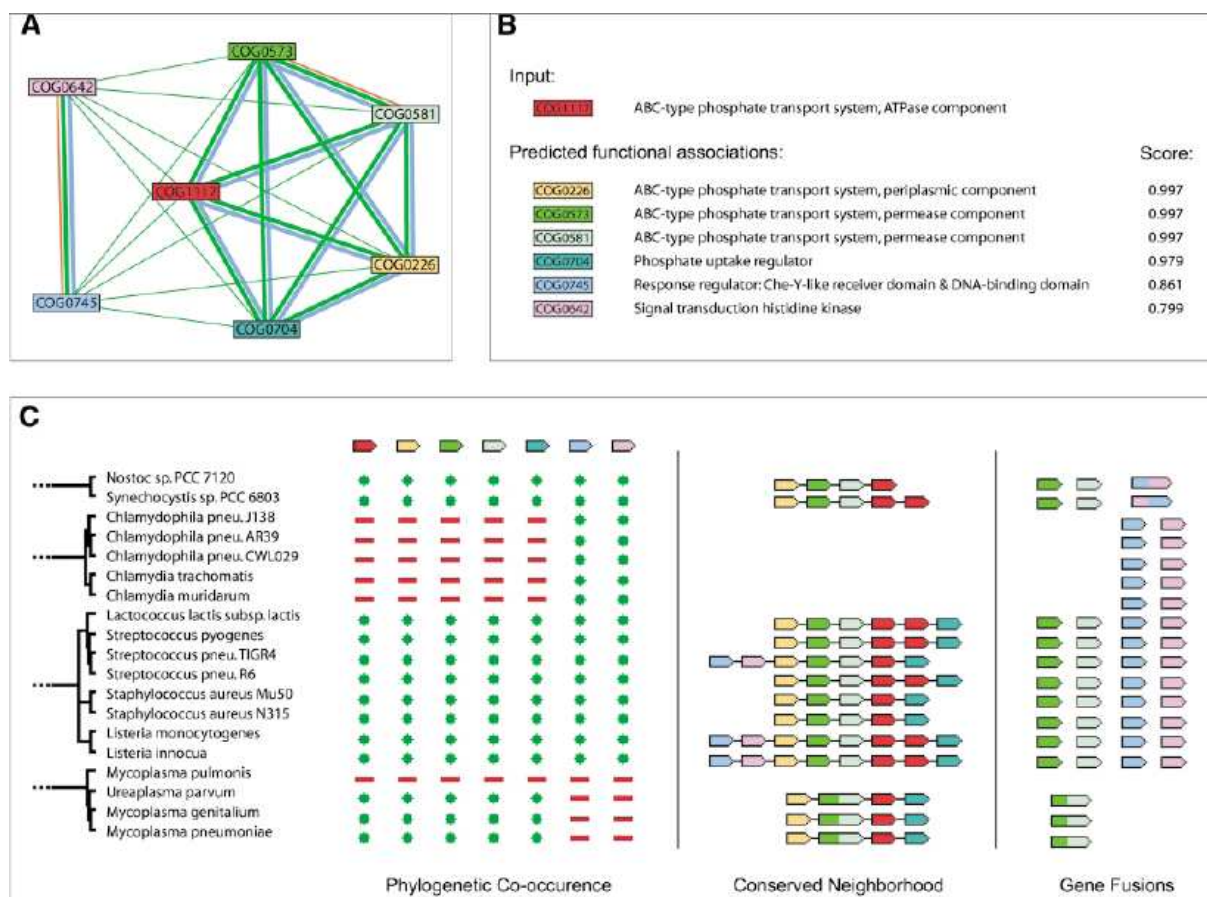 A
COG0573
COG0642
COG0581
COG1117
COG0226
COG0745
COG0704
B
Input:
COG1117 ABC-type phosphate transport system, ATPase component
Predicted functional associations: Score:
COG0226 ABC-type phosphate transport system, periplasmic component 0.997
COG0573 ABC-type phosphate transport system, permease component 0.997
COG0581 ABC-type phosphate transport system, permease component 0.997
COG0704 Phosphate uptake regulator 0.979
COG0745 Response regulator: Che-Y-like receiver domain & DNA-binding domain 0.861
COG0642 Signal transduction histidine kinase 0.799
C
Nostoc sp. PCC 7120
Synechocystis sp. PCC 6803
Chlamydophila pneu. J138
Chlamydophila pneu. AR39
Chlamydophila pneu. CWL029
Chlamydia trachomatis
Chlamydia muridarum
Lactococcus lactis subsp. lactis
Streptococcus pyogenes
Streptococcus pneu. TIGR4
Streptococcus pneu. R6
Staphylococcus aureus Mu50
Staphylococcus aureus N315
Listeria monocytogenes
Listeria innocua
Mycoplasma pulmonis
Ureaplasma parvum
Mycoplasma genitalium
Mycoplasma pneumoniae
Phylogenetic Co-occurence Conserved Neighborhood Gene Fusions